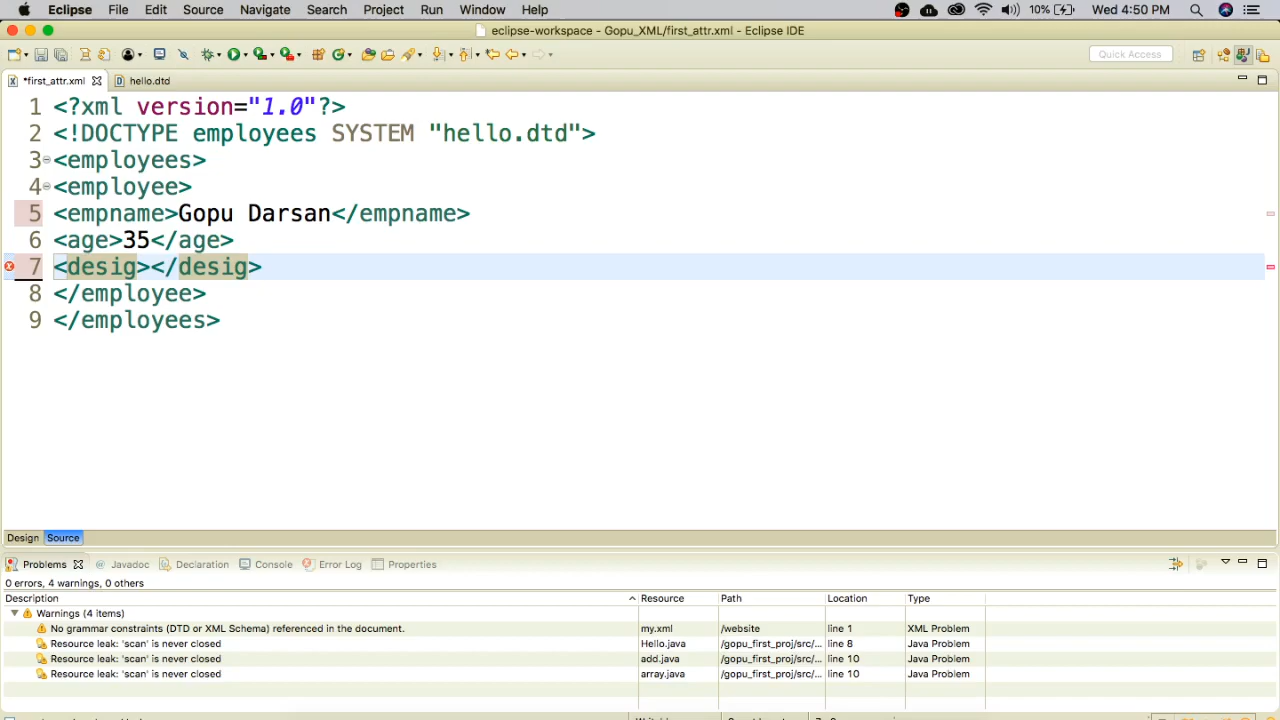 Eclipse File Edit Source Navigate Search Project Run Window Help 10% Wed 4:50 PM
eclipse-workspace - Gopu_XML/first_attr.xml - Eclipse IDE
Quick Access
*first_attr.xml hello.dtd
1 <?xml version="1.0"?>
2 <!DOCTYPE employees SYSTEM "hello.dtd">
3 <employees>
4 <employee>
5 <empname>Gopu Darsan</empname>
6 <age>35</age>
7 <desig></desig>
8 </employee>
9 </employees>
Design Source
Problems Javadoc Declaration Console Error Log Properties
0 errors, 4 warnings, 0 others
Description Resource Path Location Type
Warnings (4 items)
No grammar constraints (DTD or XML Schema) referenced in the document. my.xml /website line 1 XML Problem
Resource leak: 'scan' is never closed Hello.java /gopu_first_proj/src/... line 8 Java Problem
Resource leak: 'scan' is never closed add.java /gopu_first_proj/src/... line 10 Java Problem
Resource leak: 'scan' is never closed array.java /gopu_first_proj/src/... line 10 Java Problem